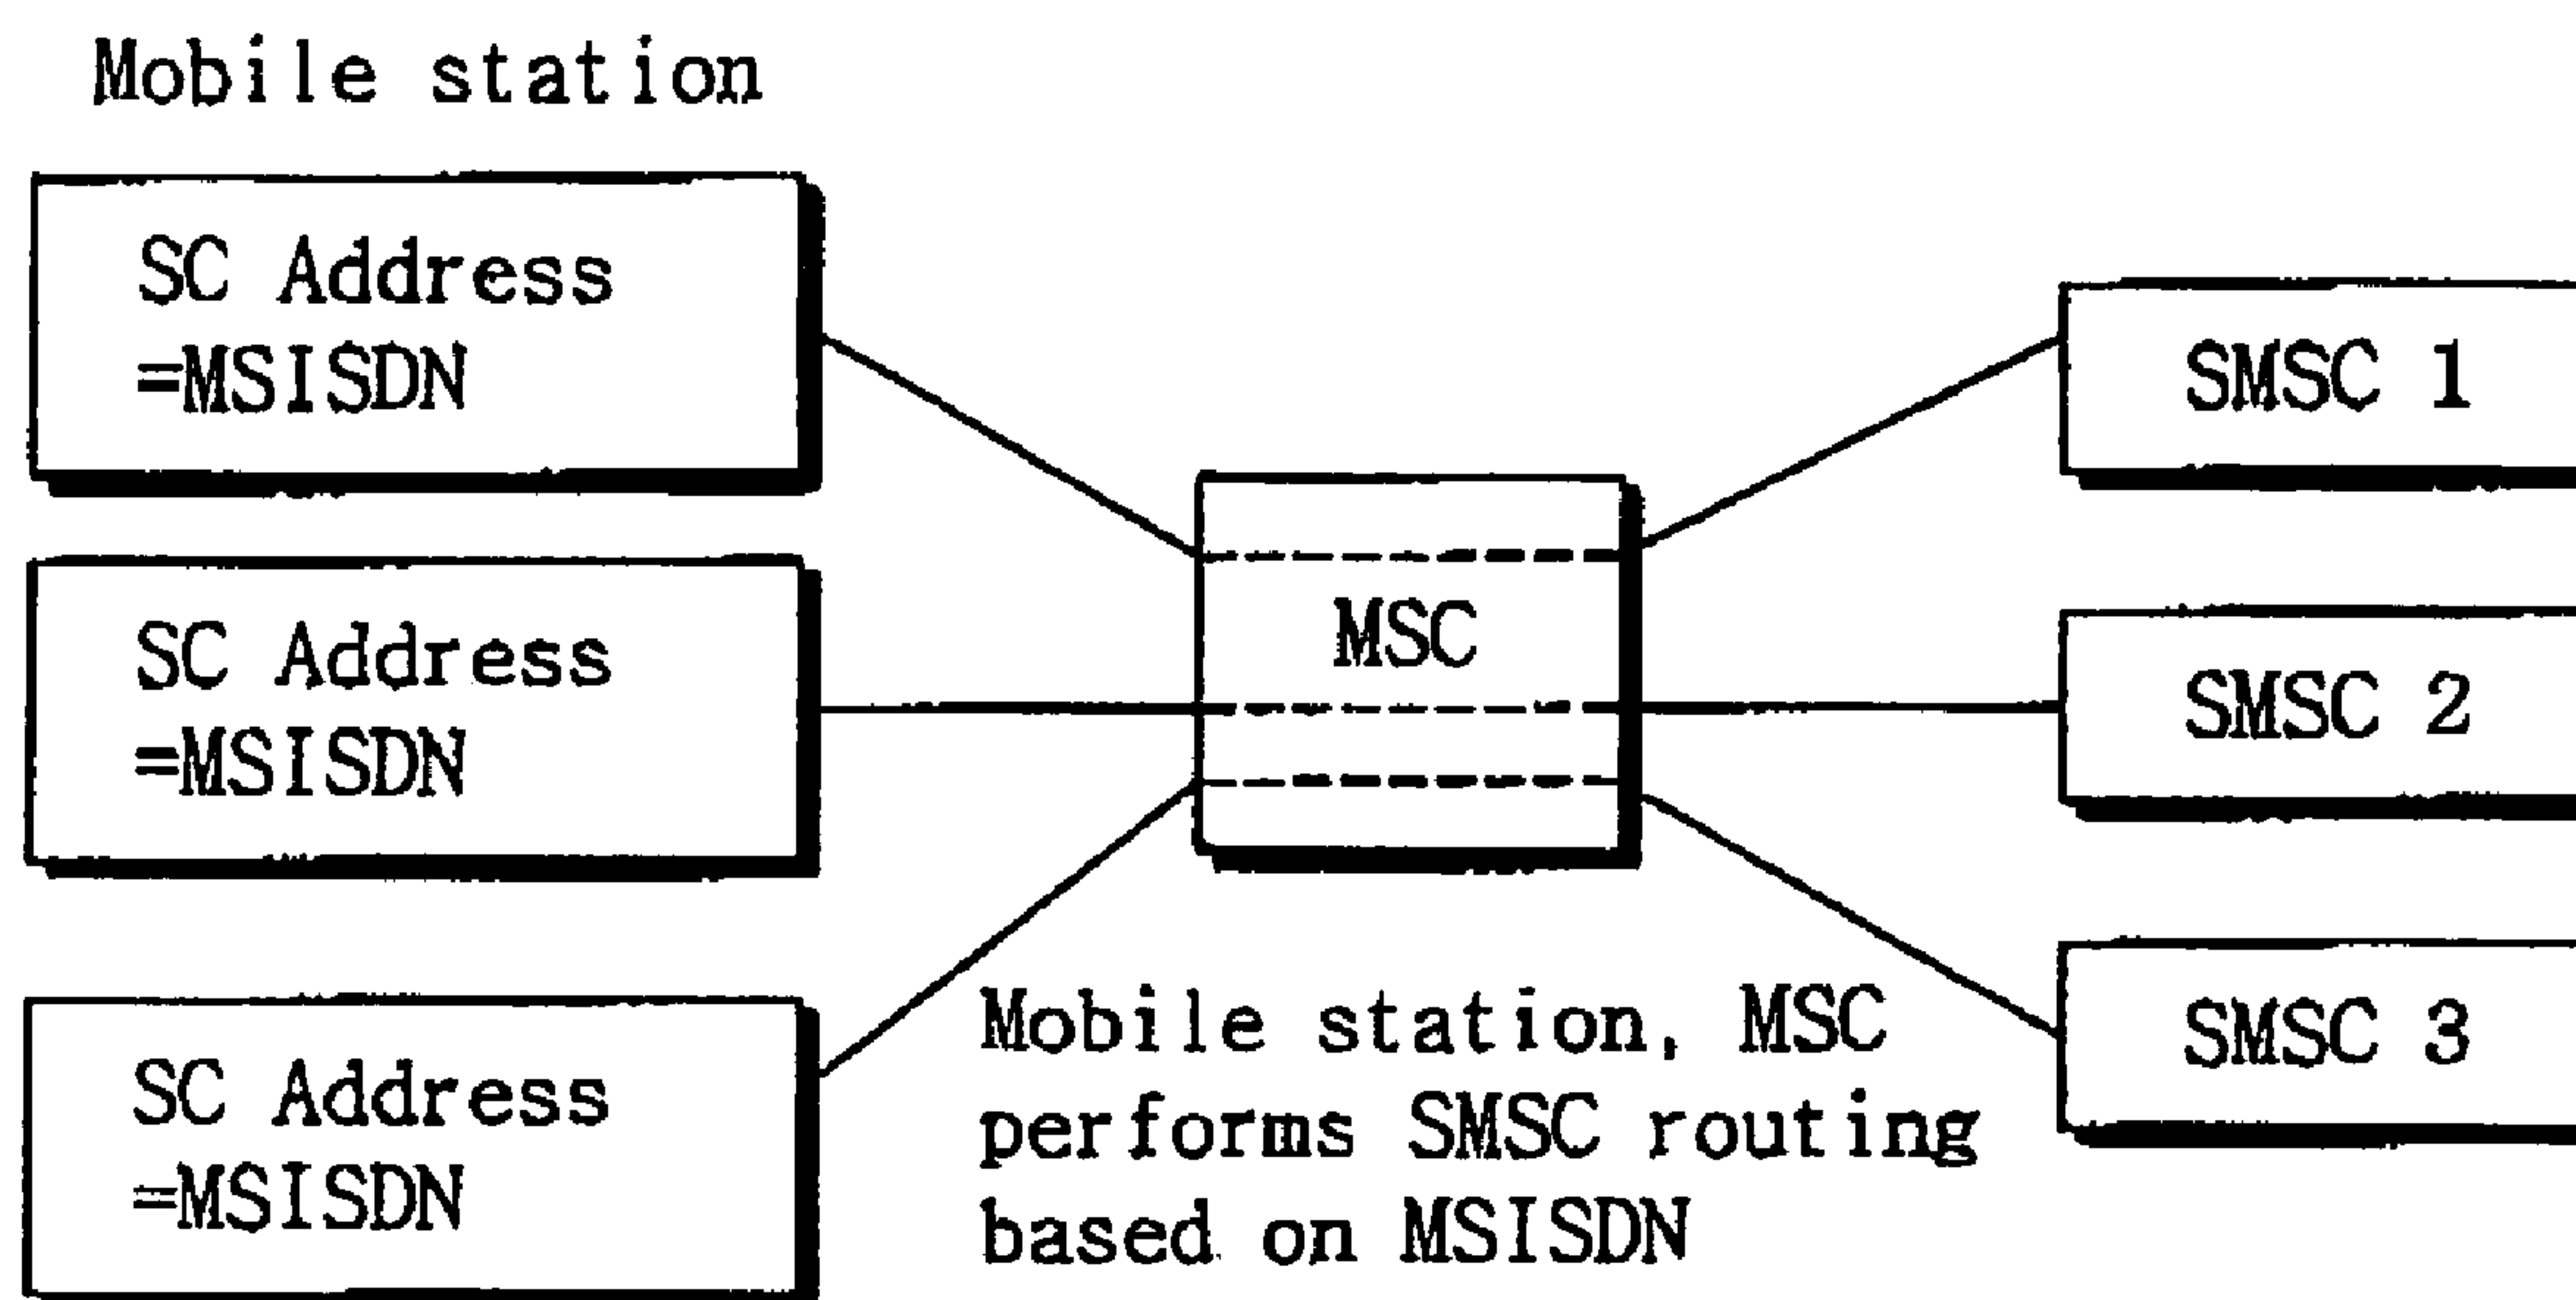 Mobile station
SC Address
=MSISDN
SC Address
=MSISDN
SC Address
=MSISDN
MSC
SMSC 1
SMSC 2
SMSC 3
Mobile station, MSC
performs SMSC routing
based on MSISDN